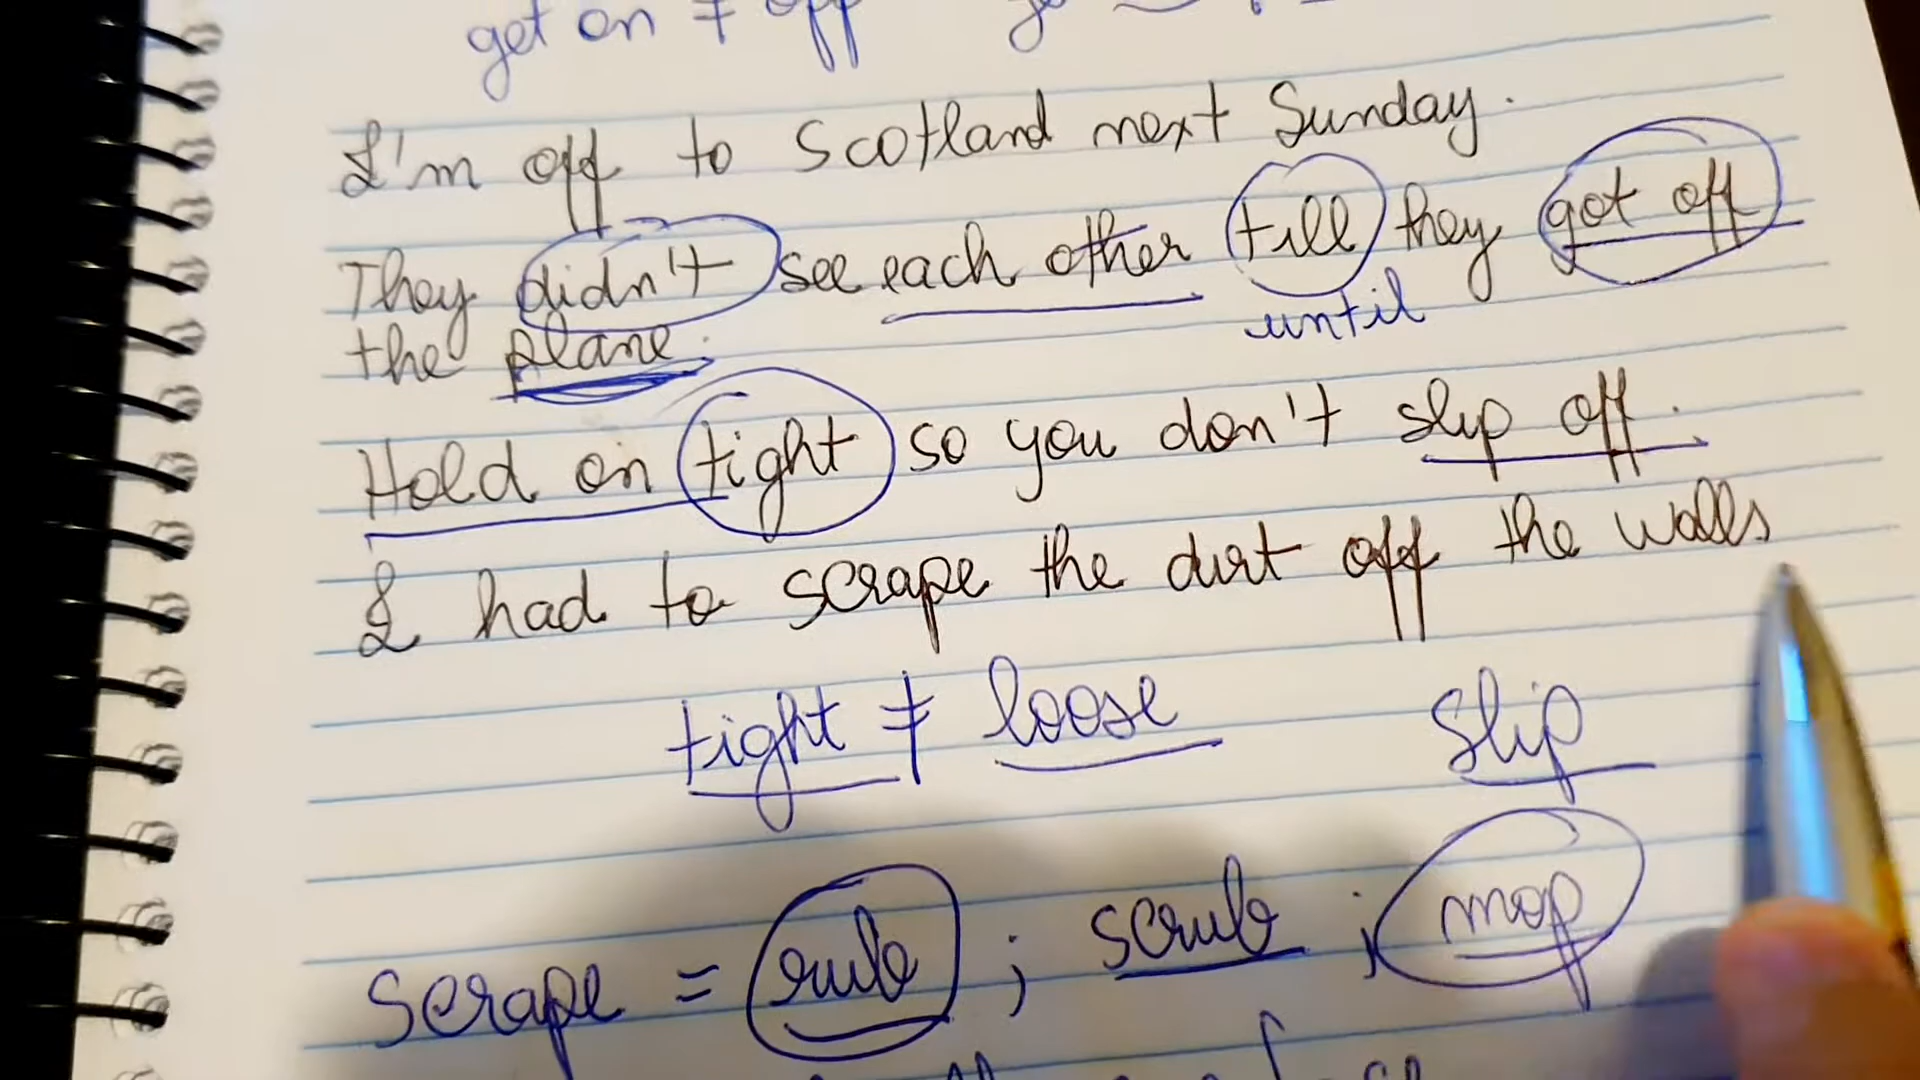 get on ≠ off
I'm off to Scotland next Sunday.
They didn't see each other till they got off
until
the plane.
Hold on tight so you don't slip off.
I had to scrape the dirt off the walls
tight ≠ loose slip
scrape = rub ; scrub ; mop